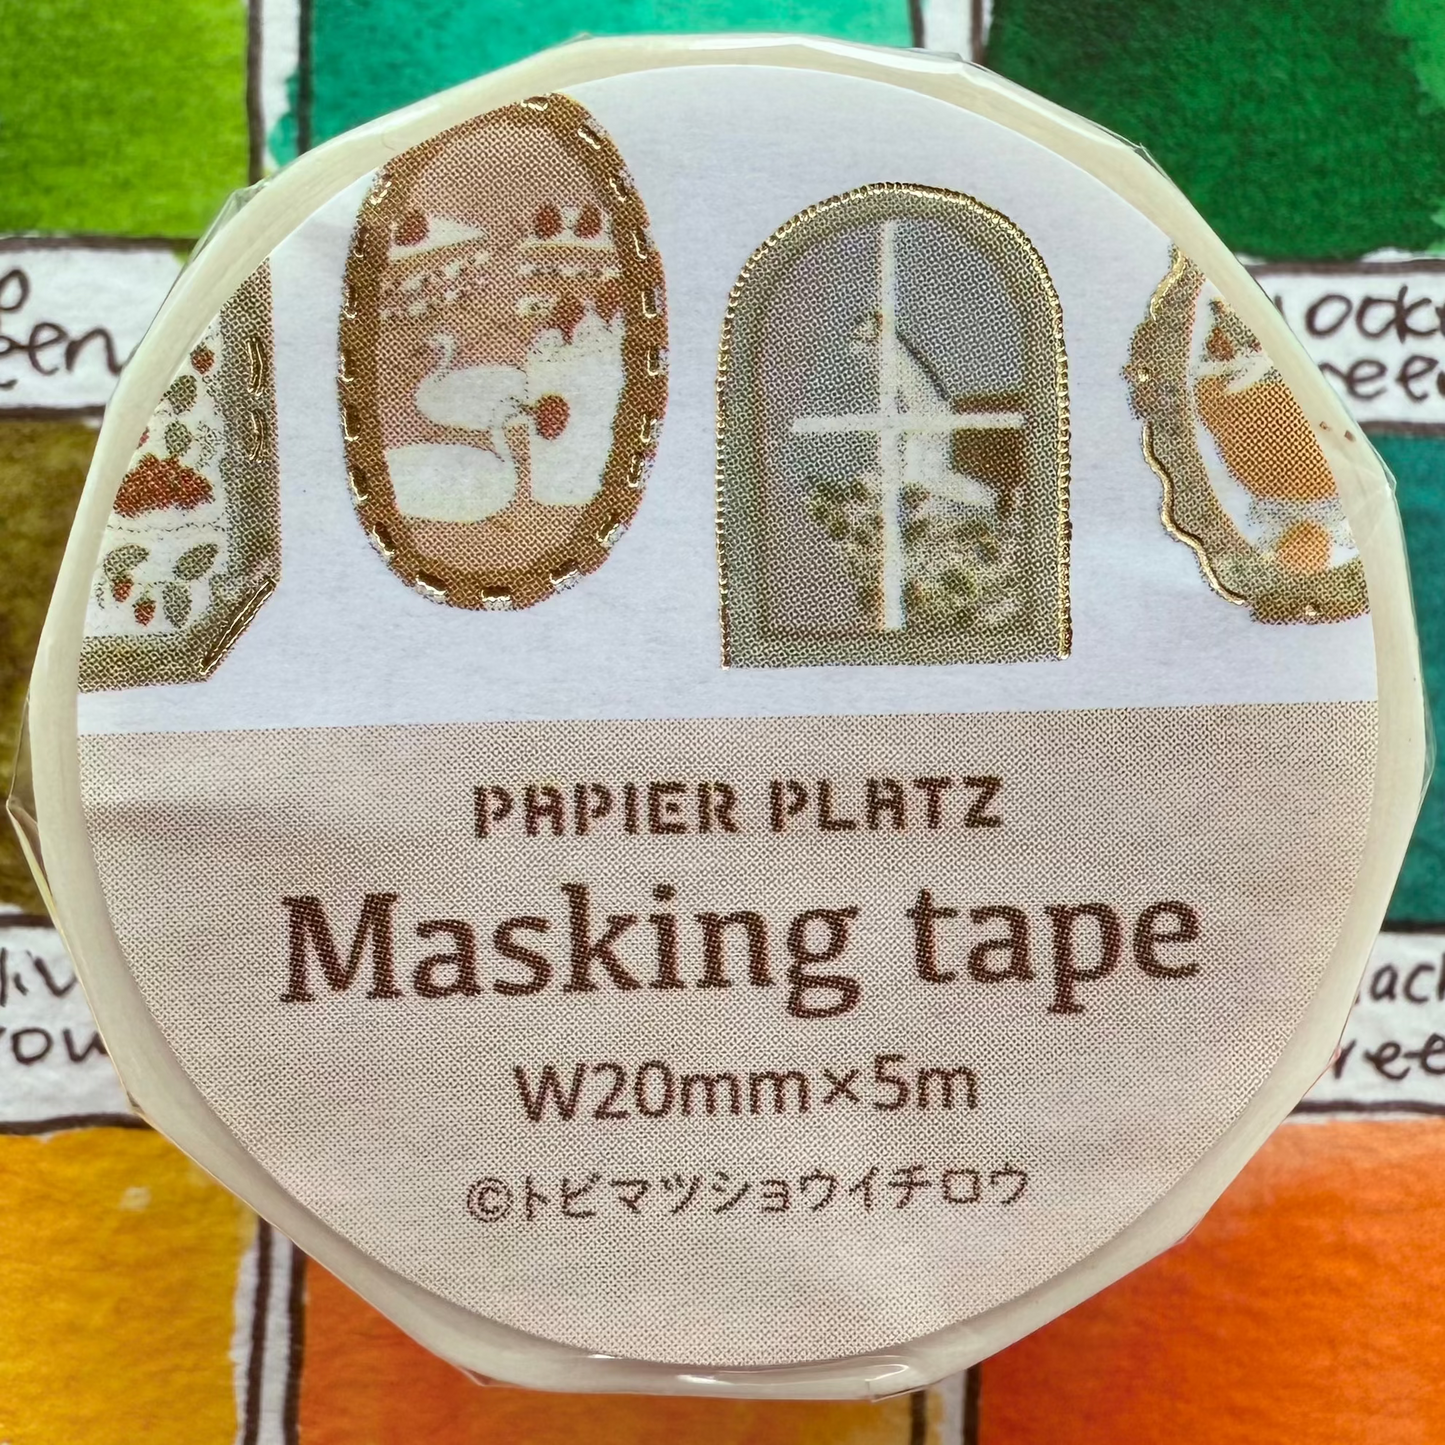 PAPIER PLATZ
Masking tape
W20mm×5m
©トビマツショウイチロウ